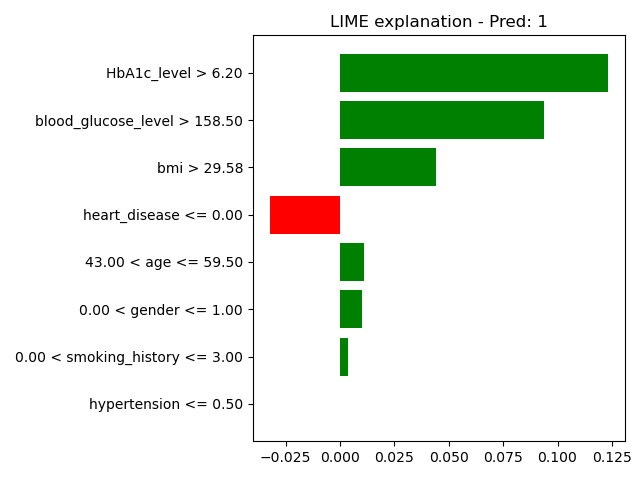 LIME explanation - Pred: 1
HbA1c_level > 6.20
blood_glucose_level > 158.50
bmi > 29.58
heart_disease <= 0.00
43.00 < age <= 59.50
0.00 < gender <= 1.00
0.00 < smoking_history <= 3.00
hypertension <= 0.50
−0.025 0.000 0.025 0.050 0.075 0.100 0.125